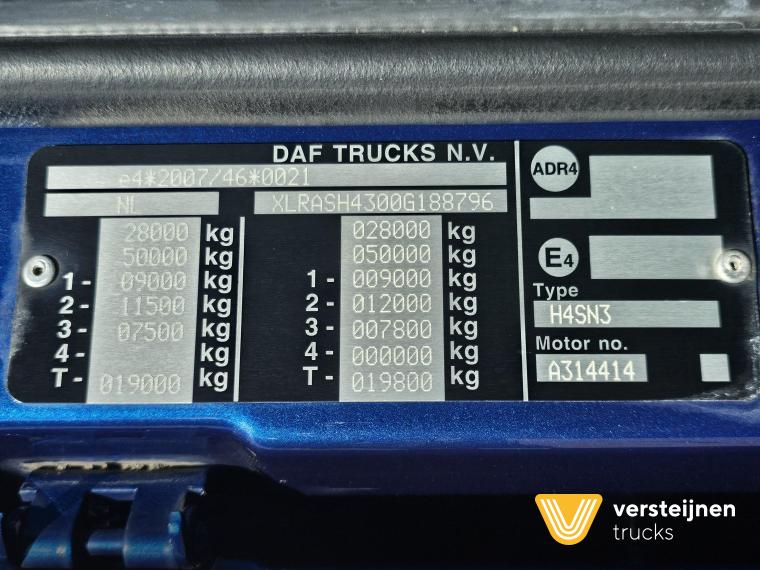 DAF TRUCKS N.V.
e4*2007/46*0021
NL XLRASH4300G188796
28000 kg 028000 kg
50000 kg 050000 kg
1- 09000 kg 1- 009000 kg
2- 11500 kg 2- 012000 kg
3- 07500 kg 3- 007800 kg
4- kg 4- 000000 kg
T- 019000 kg T- 019800 kg
ADR4
E4
Type
H4SN3
Motor no.
A314414
versteijnen
trucks